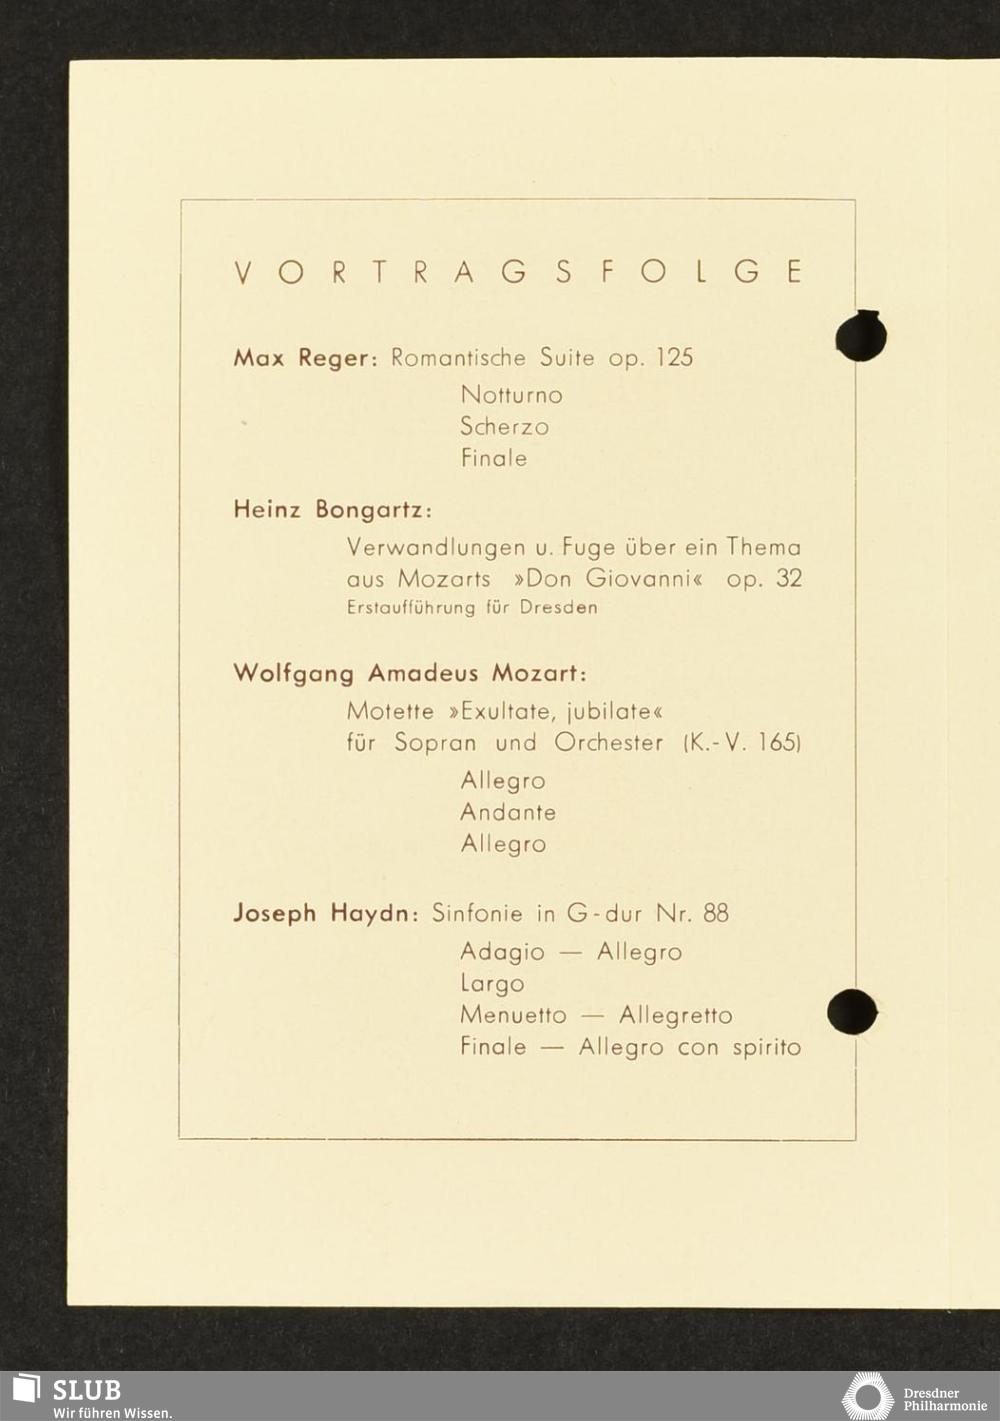 VORTRAGSFOLGE
Max Reger: Romantische Suite op. 125
Notturno
Scherzo
Finale
Heinz Bongartz:
Verwandlungen u. Fuge über ein Thema
aus Mozarts »Don Giovanni« op. 32
Erstaufführung für Dresden
Wolfgang Amadeus Mozart:
Motette »Exultate, jubilate«
für Sopran und Orchester (K.-V. 165)
Allegro
Andante
Allegro
Joseph Haydn: Sinfonie in G-dur Nr. 88
Adagio — Allegro
Largo
Menuetto — Allegretto
Finale — Allegro con spirito
SLUB
Wir führen Wissen.
Dresdner
Philharmonie